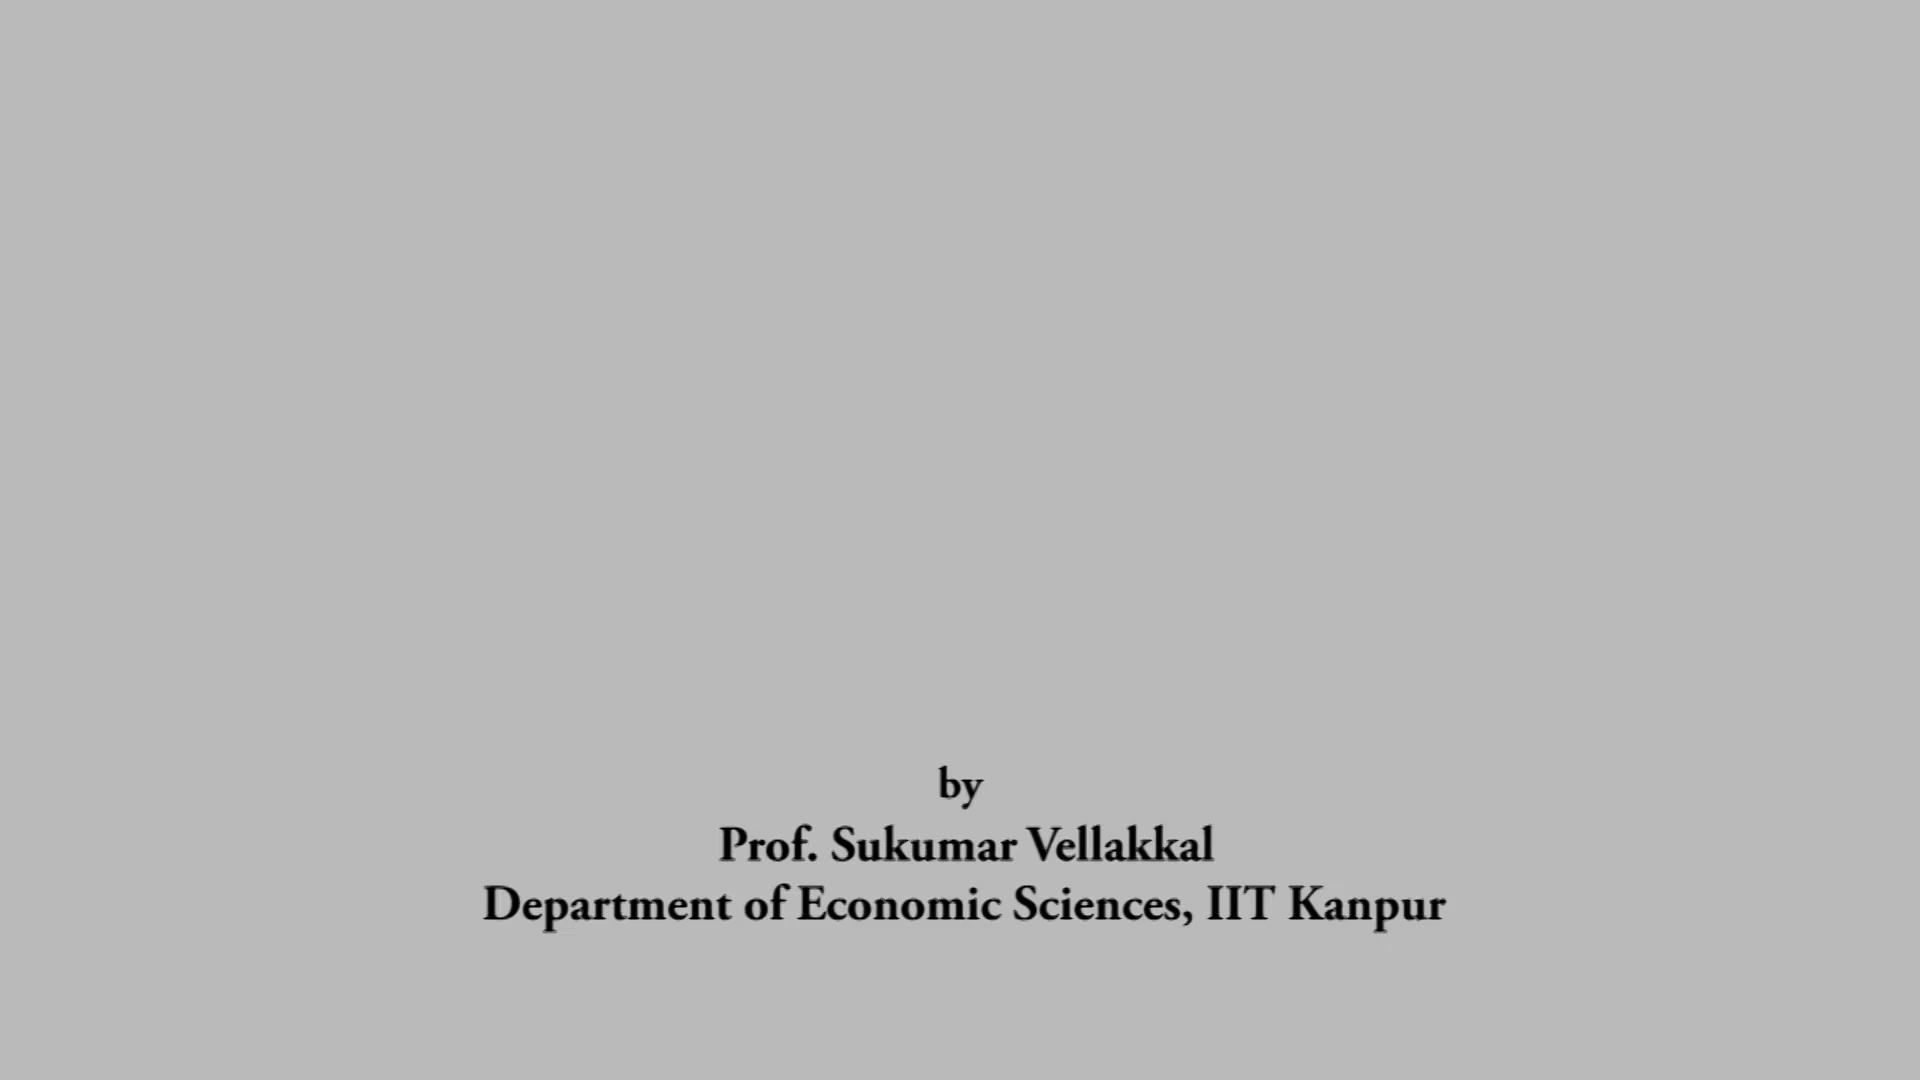 by
Prof. Sukumar Vellakkal
Department of Economic Sciences, IIT Kanpur